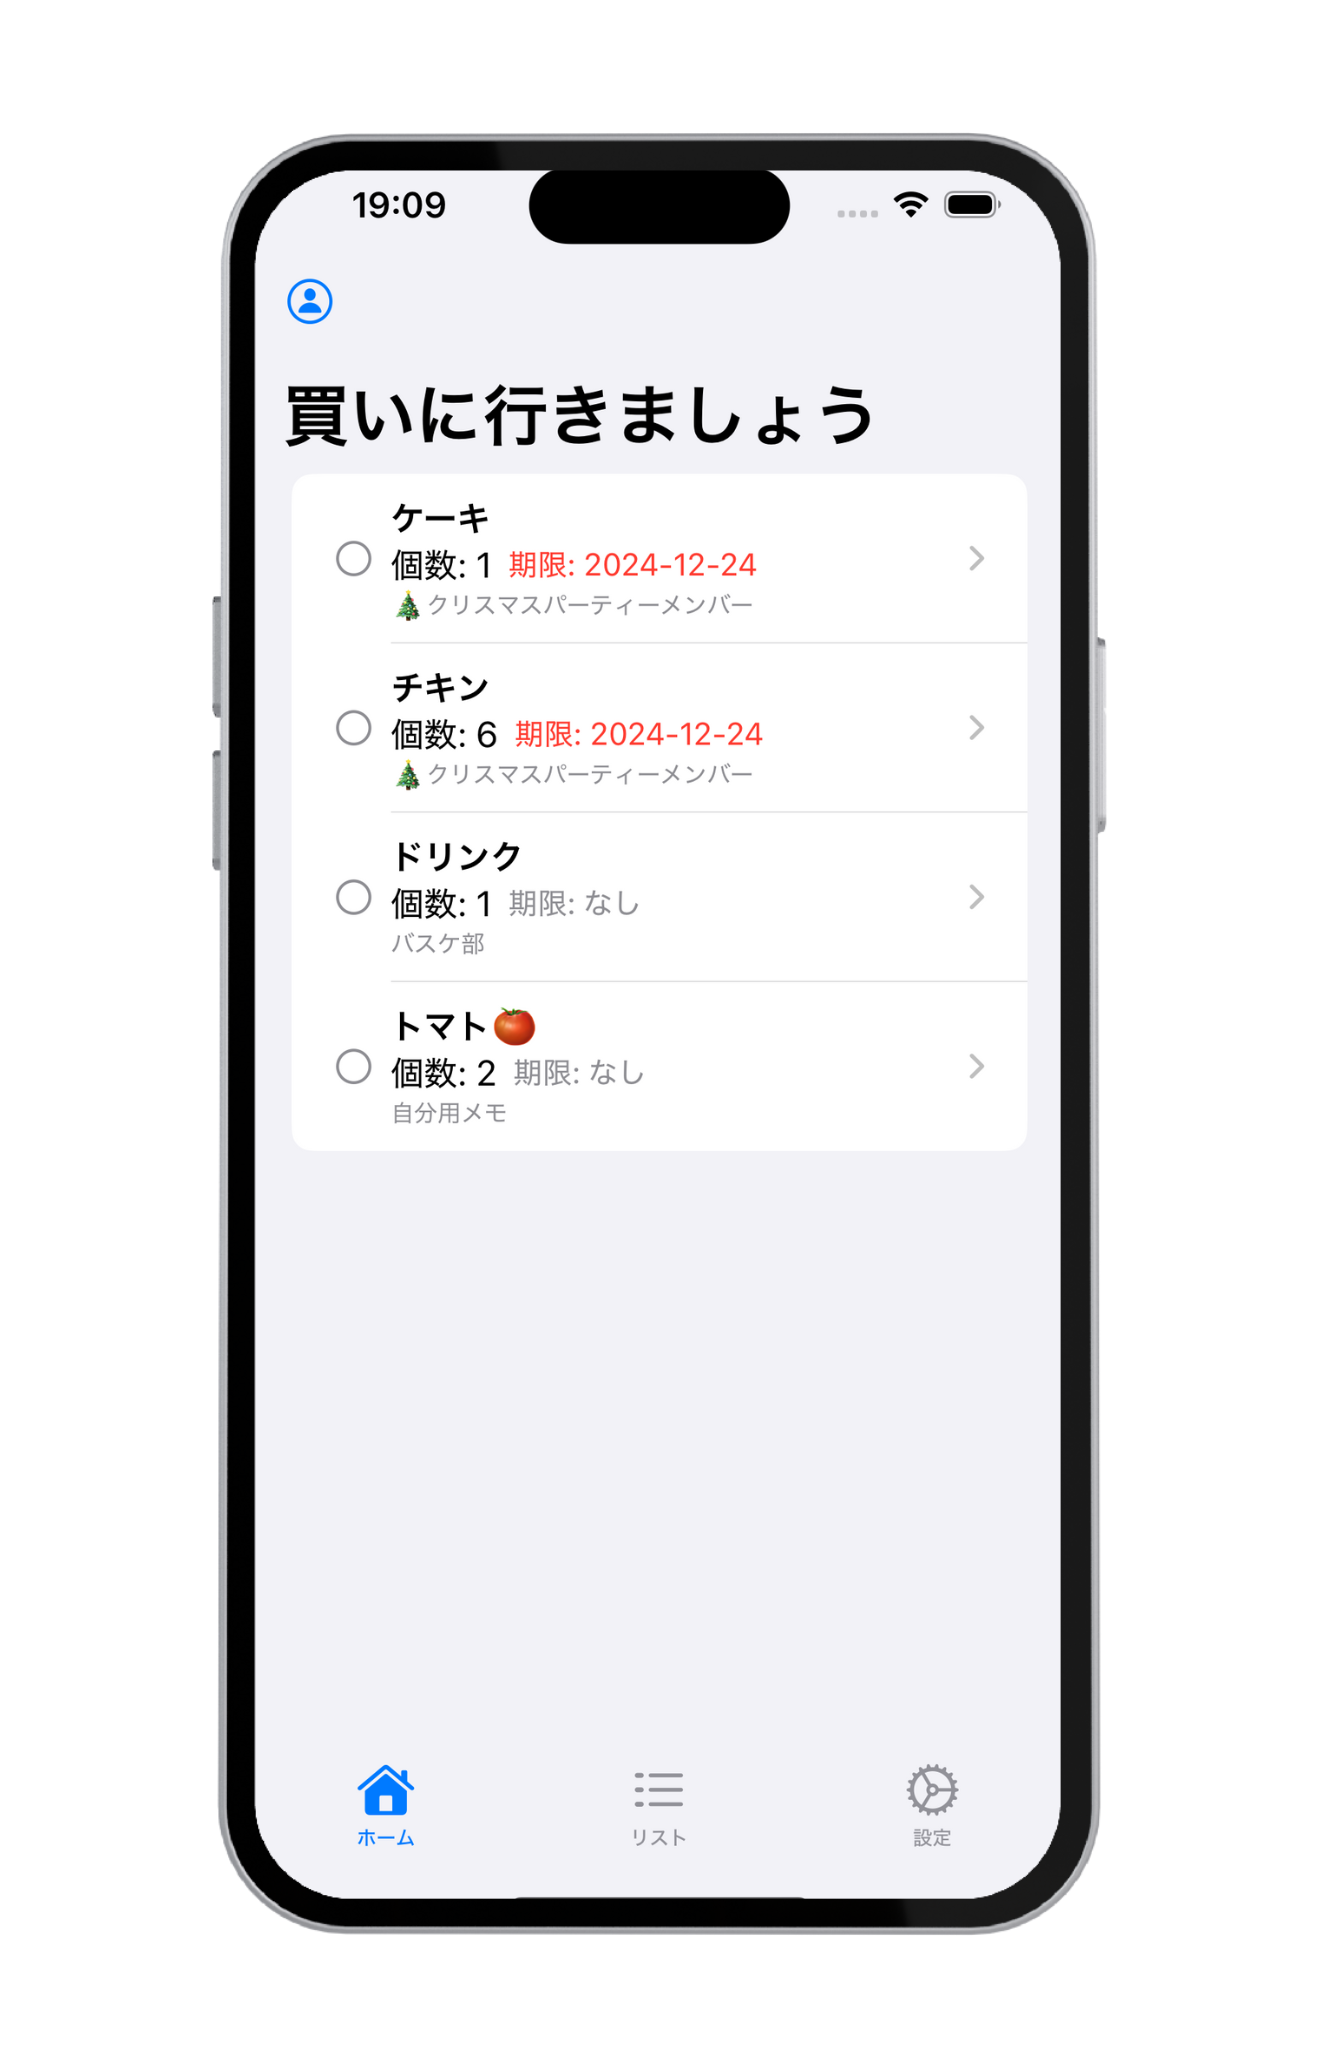 19:09
買いに行きましょう
ケーキ
個数: 1 期限: 2024-12-24
🎄クリスマスパーティーメンバー
チキン
個数: 6 期限: 2024-12-24
🎄クリスマスパーティーメンバー
ドリンク
個数: 1 期限: なし
バスケ部
トマト🍅
個数: 2 期限: なし
自分用メモ
ホーム
リスト
設定